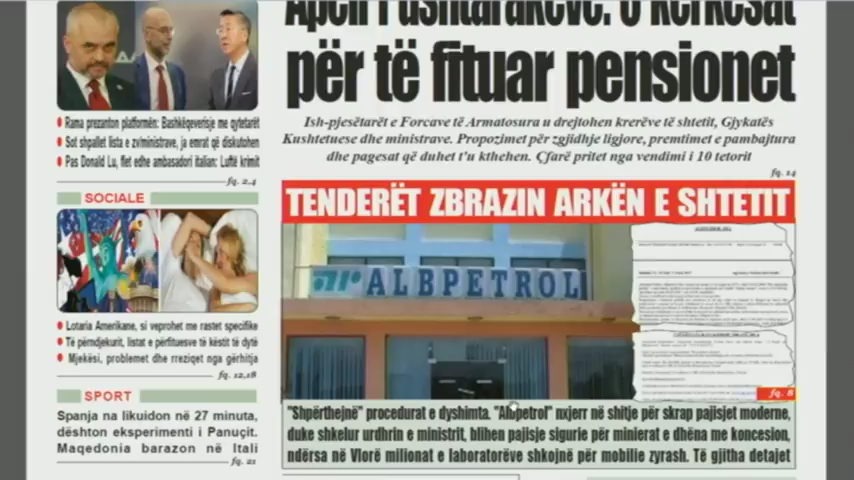 për të fituar pensionet
Ish-pjesëtarët e Forcave të Armatosura u drejtohen krerëve të shtetit, Gjykatës
Kushtetuese dhe ministrave. Propozimet për zgjidhje ligjore, premtimet e pambajtura
dhe pagesat që duhet t'u kthehen. Çfarë pritet nga vendimi i 10 tetorit
fq. 14
Rama prezanton platformën: Bashkëqeverisje me qytetarët
Sot shpallet lista e zv/ministrave, ja emrat që diskutohen
Pas Donald Lu, flet edhe ambasadori italian: Luftë krimit
fq. 2,4
SOCIALE
Lotaria Amerikane, si veprohet me rastet specifike
Të përndjekurit, listat e përfituesve të këstit të dytë
Mjekësi, problemet dhe rreziqet nga gërhitja
fq. 12,18
SPORT
Spanja na likuidon në 27 minuta,
dështon eksperimenti i Panuçit.
Maqedonia barazon në Itali
fq. 21
TENDERËT ZBRAZIN ARKËN E SHTETIT
ALBPETROL
fq. 8
"Shpërthejnë" procedurat e dyshimta. "Albpetrol" nxjerr në shitje për skrap pajisjet moderne,
duke shkelur urdhrin e ministrit, blihen pajisje sigurie për minierat e dhëna me koncesion,
ndërsa në Vlorë milionat e laboratorëve shkojnë për mobilie zyrash. Të gjitha detajet